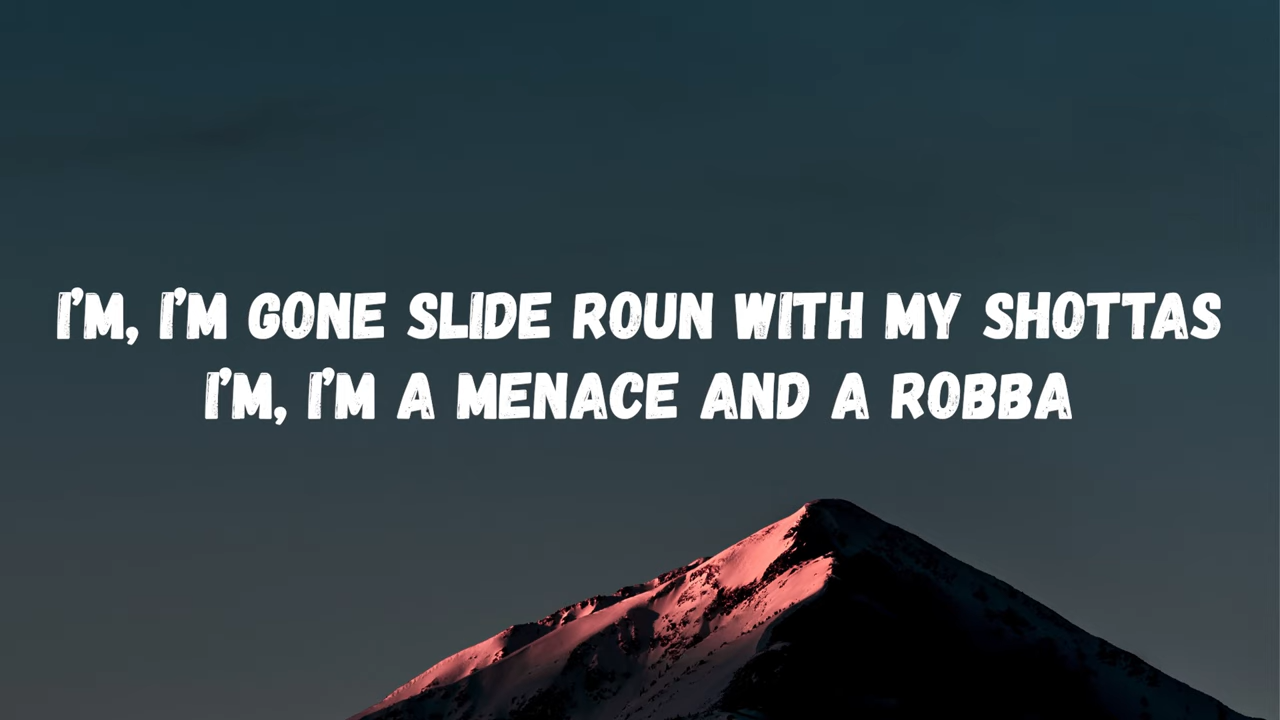 I'M, I'M GONE SLIDE ROUN WITH MY SHOTTAS
I'M, I'M A MENACE AND A ROBBA